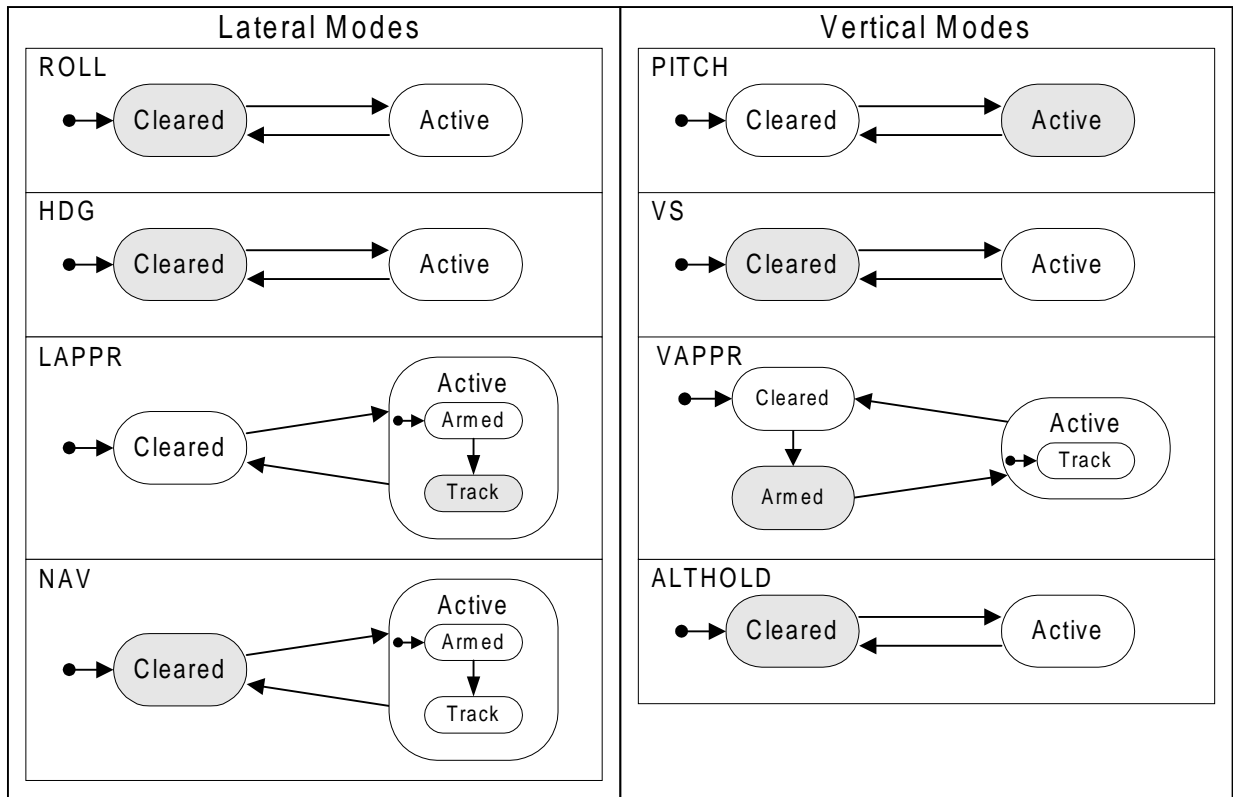 Lateral Modes
ROLL
Cleared
Active
HDG
Cleared
Active
LAPPR
Cleared
Active
Armed
Track
NAV
Cleared
Active
Armed
Track
Vertical Modes
PITCH
Cleared
Active
VS
Cleared
Active
VAPPR
Cleared
Armed
Active
Track
ALTHOLD
Cleared
Active